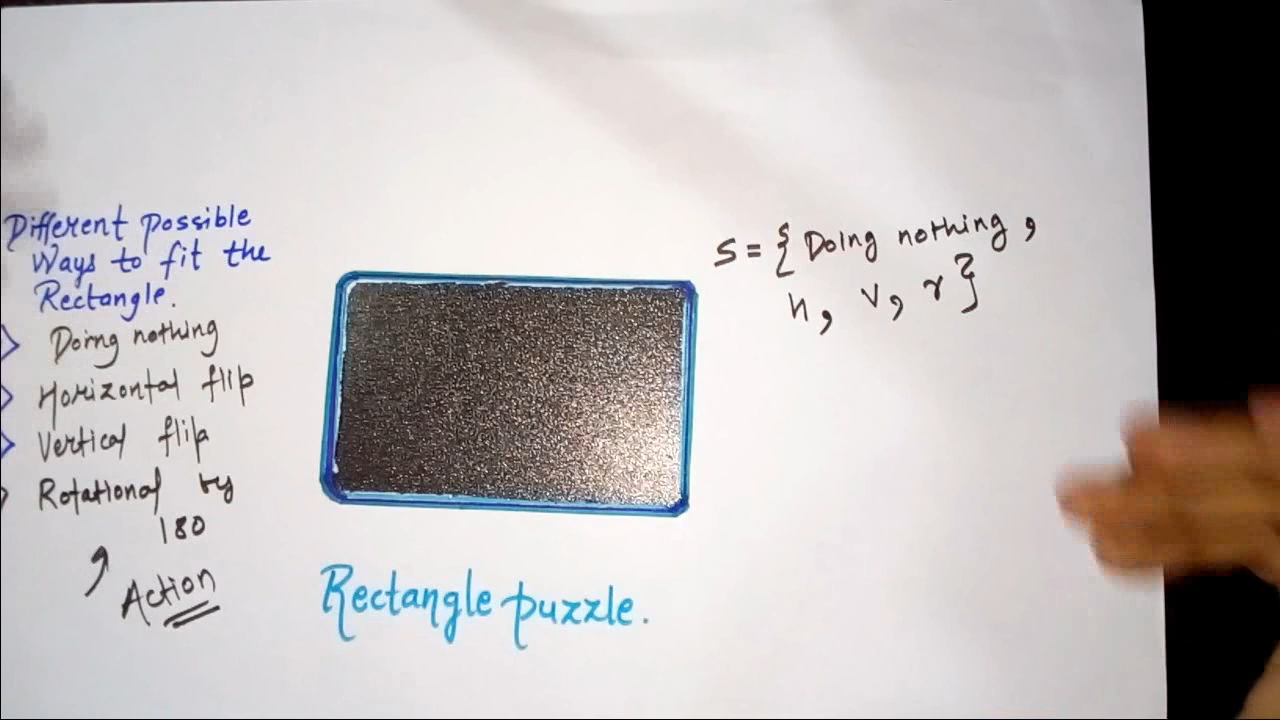 Different possible
Ways to fit the
Rectangle.
Doing nothing
Horizontal flip
Vertical flip
Rotational by
180
Action
Rectangle puzzle.
S = { Doing nothing ,
h, v, r }